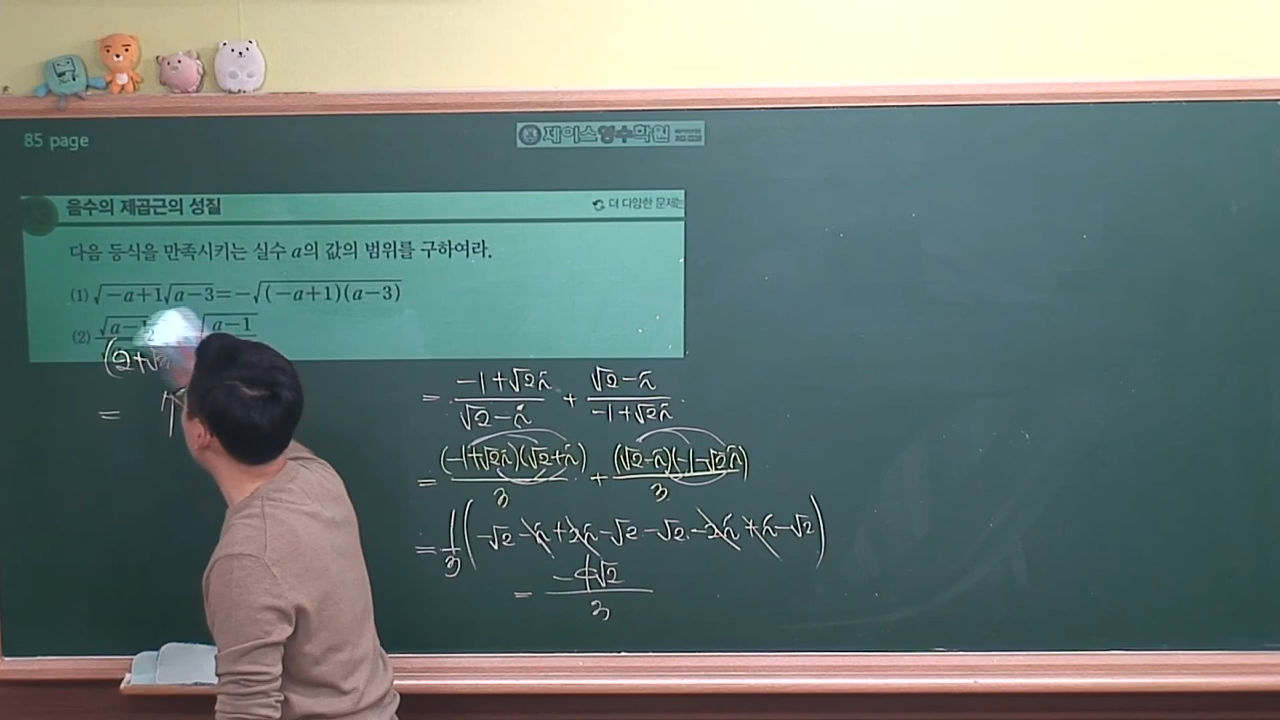 85 page
제이스영수학원
음수의 제곱근의 성질
더 다양한 문제는
다음 등식을 만족시키는 실수 a의 값의 범위를 구하여라.
(1) √(-a+1)√(a-3)=-√((-a+1)(a-3))
(2) √(a-1 √(a-1)
(2+√
=
= (-1+√2i)/(√2-i) + (√2-i)/(-1+√2i)
= (-1+√2i)(√2+i)/3 + (√2-i)(-1-√2i)/3
= 1/3(-√2-i+2i-√2-√2-2i+i-√2)
= -4√2/3